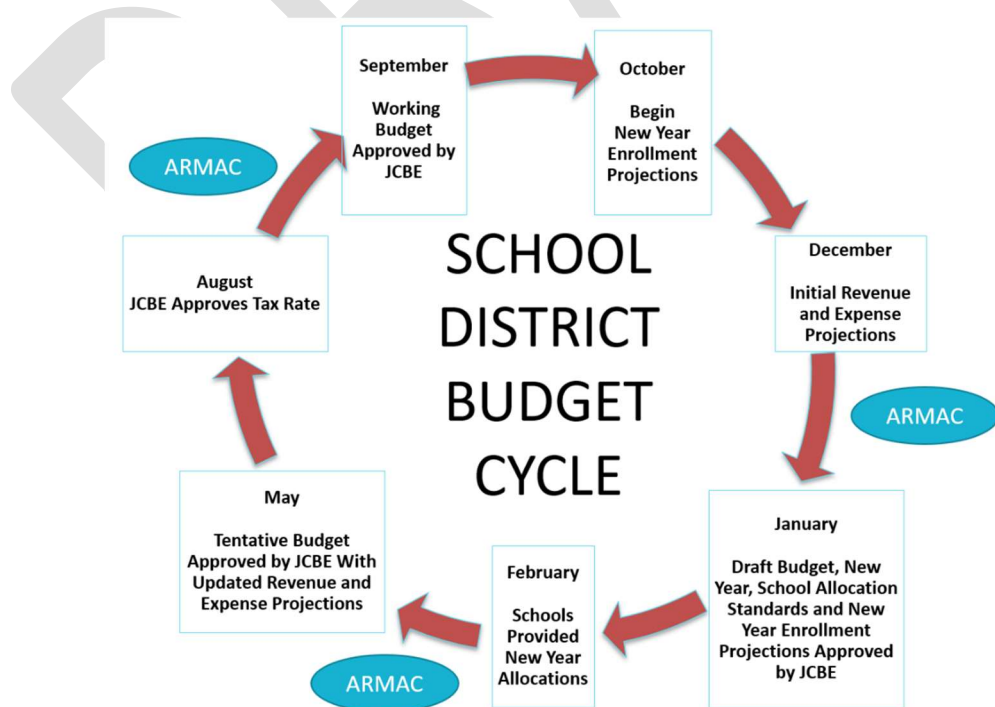 September
Working
Budget
Approved by
JCBE
October
Begin
New Year
Enrollment
Projections
ARMAC
SCHOOL
DISTRICT
BUDGET
CYCLE
August
JCBE Approves Tax Rate
December
Initial Revenue
and Expense
Projections
ARMAC
May
Tentative Budget
Approved by JCBE With
Updated Revenue and
Expense Projections
February
Schools
Provided
New Year
Allocations
January
Draft Budget, New
Year, School Allocation
Standards and New
Year Enrollment
Projections Approved
by JCBE
ARMAC